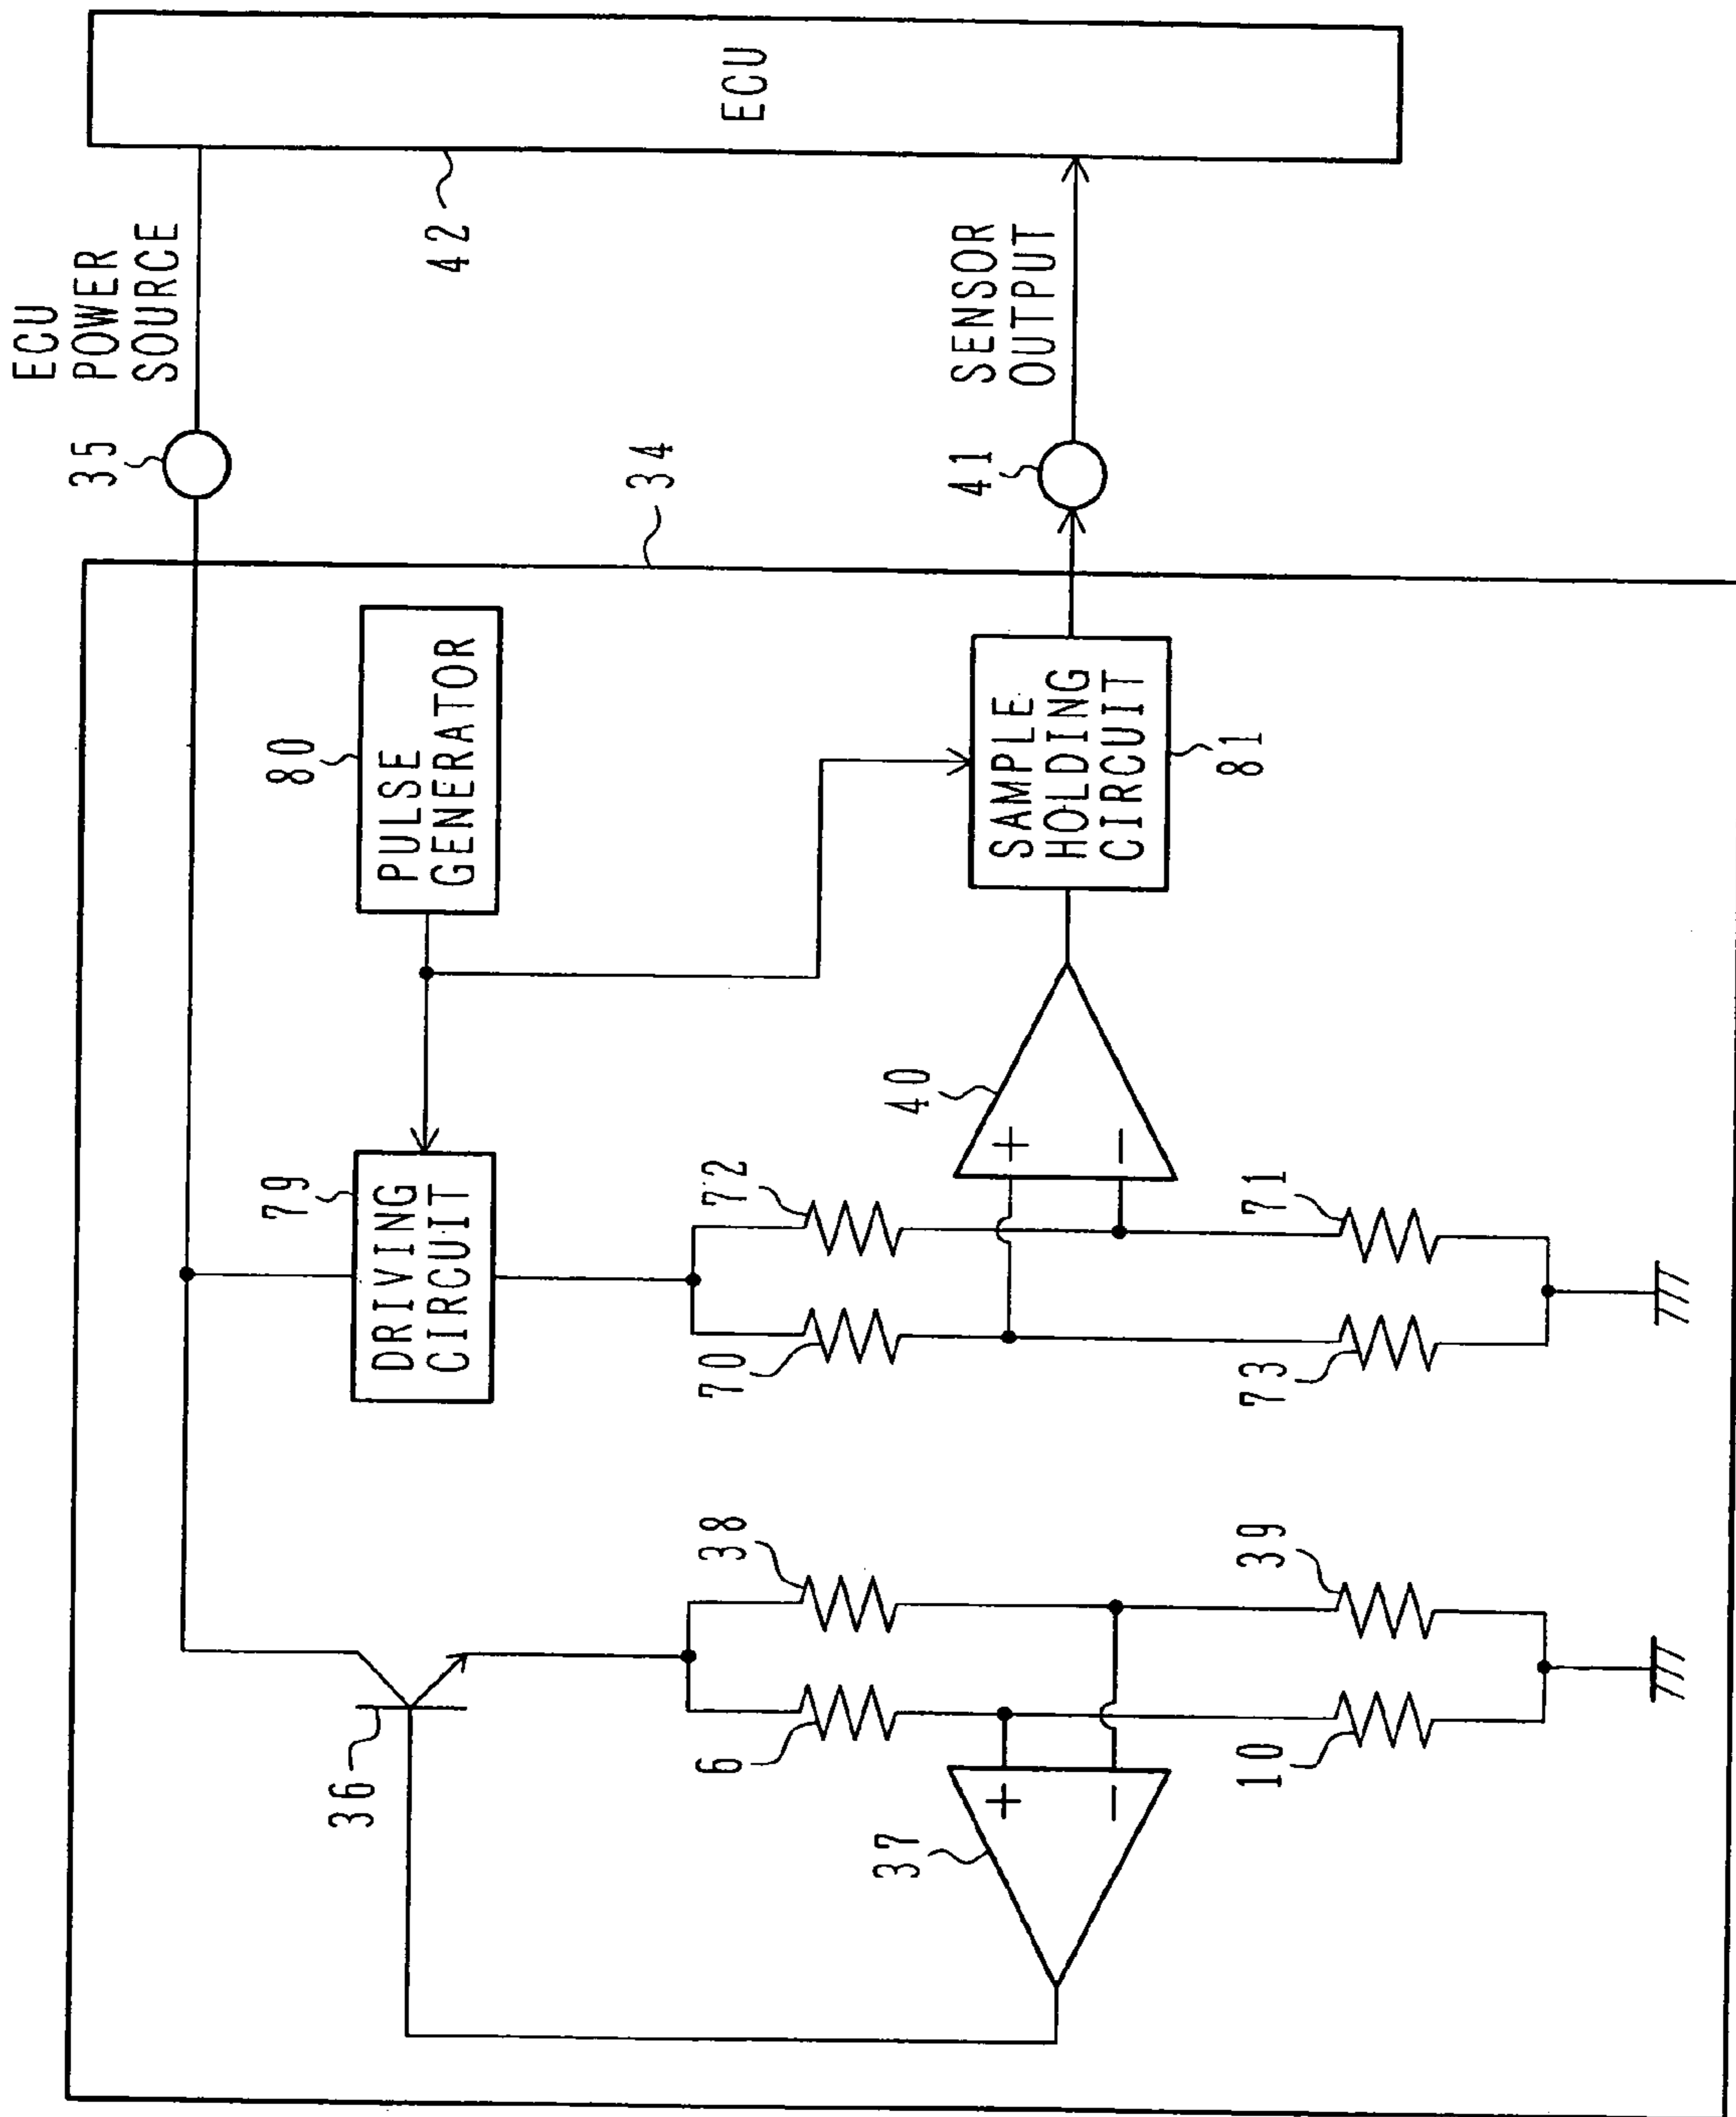 ECU
POWER
SOURCE
35
42
ECU
34
SENSOR
OUTPUT
41
36
79
DRIVING
CIRCUIT
80
PULSE
GENERATOR
6
38
70
72
37
+
−
40
+
−
SAMPLE
HOLDING
CIRCUIT
81
10
39
73
71